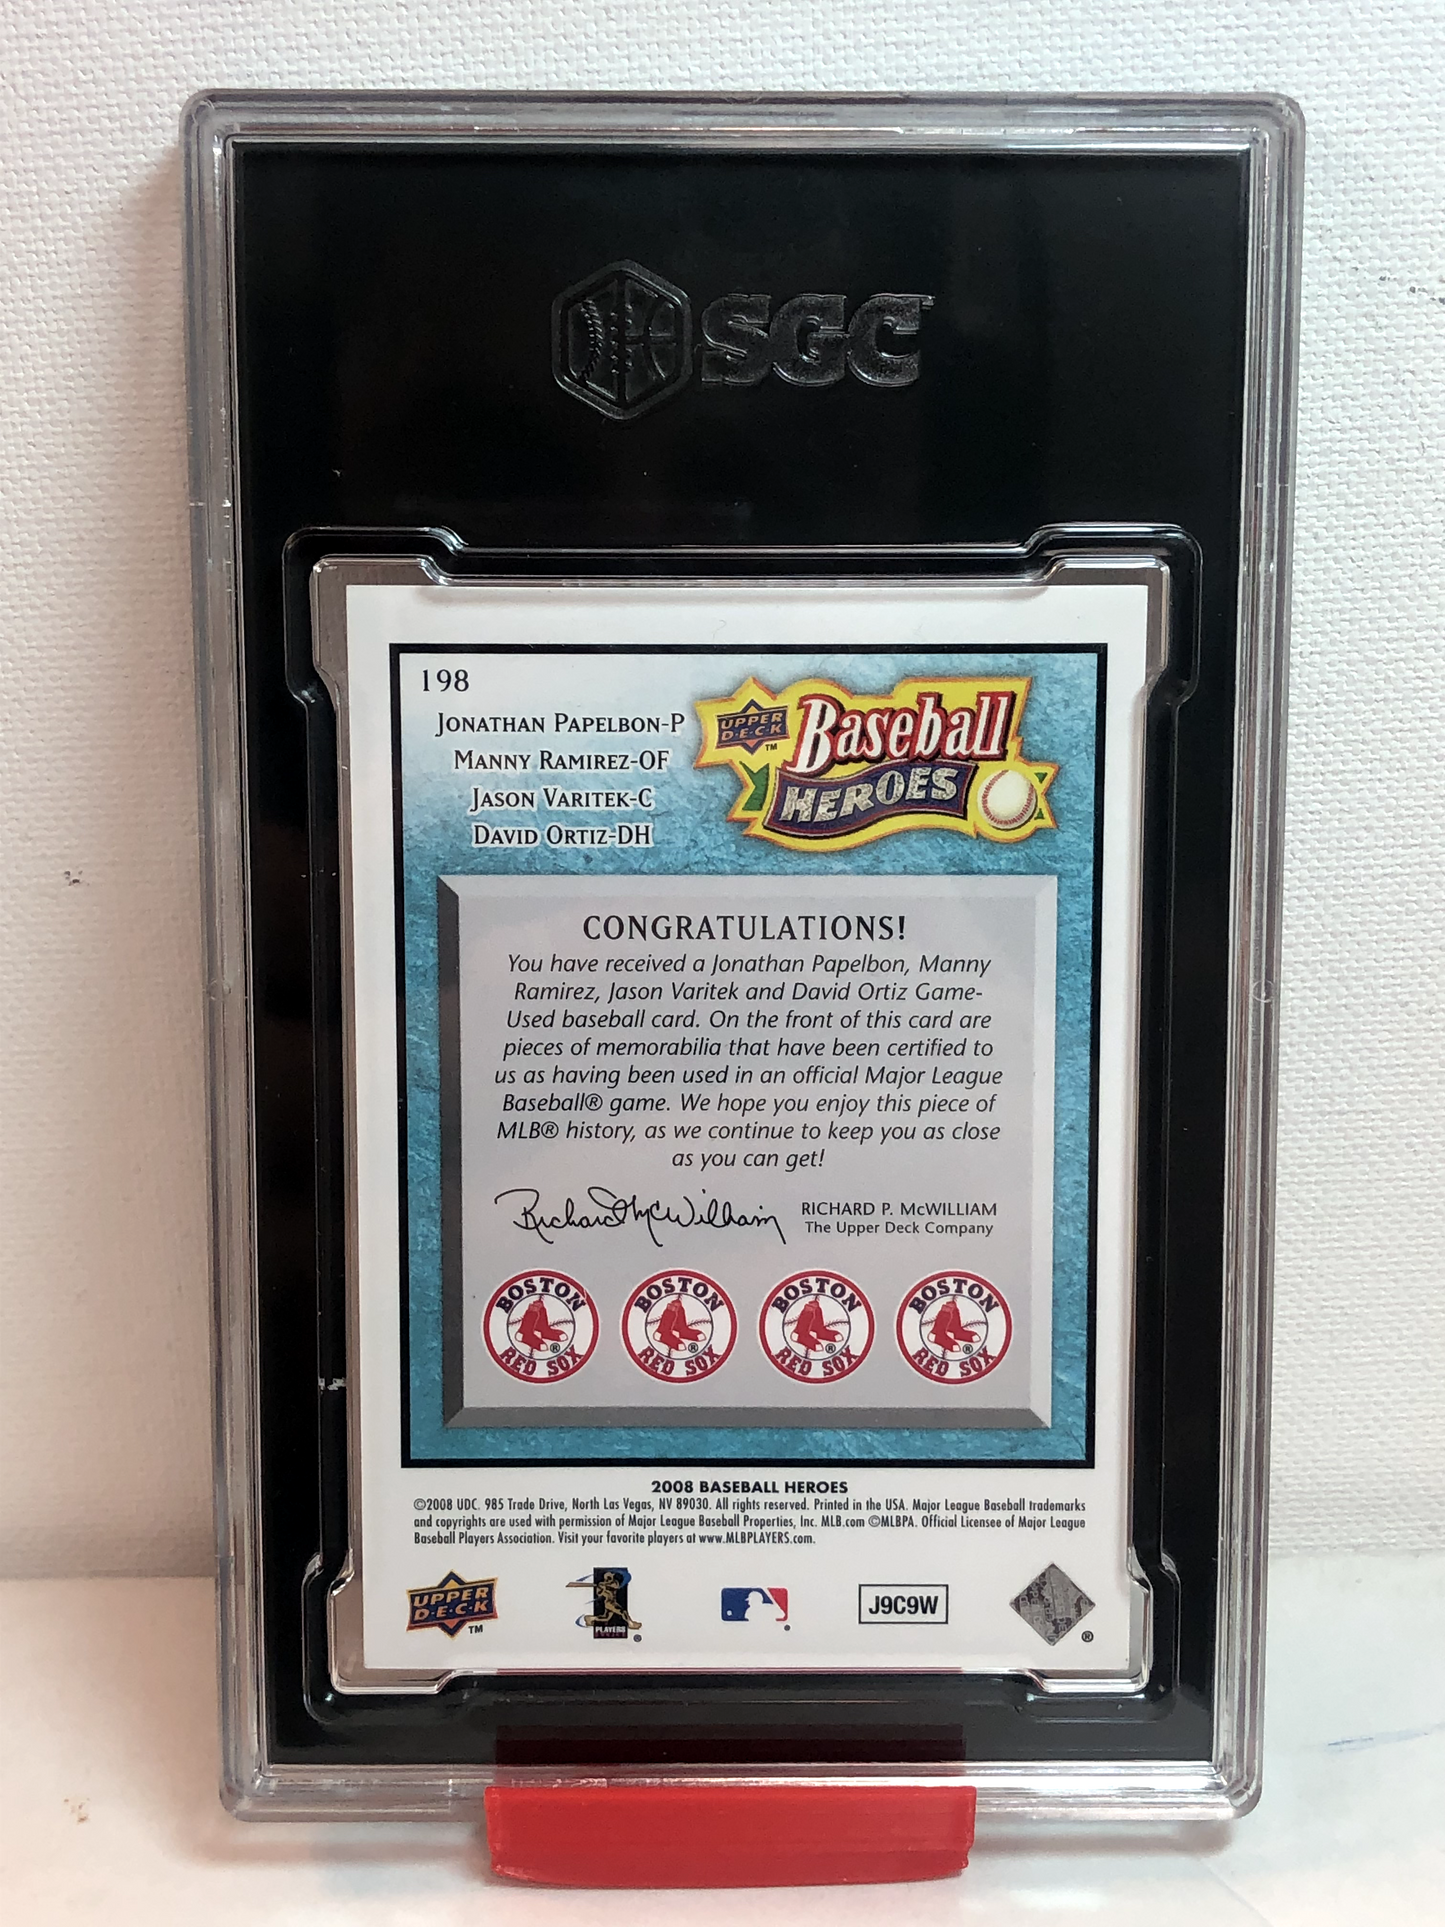 SGC
198
JONATHAN PAPELBON-P
MANNY RAMIREZ-OF
JASON VARITEK-C
DAVID ORTIZ-DH
UPPER
D·E·C·K
TM
Baseball
HEROES
CONGRATULATIONS!
You have received a Jonathan Papelbon, Manny
Ramirez, Jason Varitek and David Ortiz Game-
Used baseball card. On the front of this card are
pieces of memorabilia that have been certified to
us as having been used in an official Major League
Baseball® game. We hope you enjoy this piece of
MLB® history, as we continue to keep you as close
as you can get!
Richard McWilliam
RICHARD P. McWILLIAM
The Upper Deck Company
BOSTON
RED SOX
®
BOSTON
RED SOX
®
BOSTON
RED SOX
®
BOSTON
RED SOX
®
2008 BASEBALL HEROES
©2008 UDC. 985 Trade Drive, North Las Vegas, NV 89030. All rights reserved. Printed in the USA. Major League Baseball trademarks
and copyrights are used with permission of Major League Baseball Properties, Inc. MLB.com ©MLBPA. Official Licensee of Major League
Baseball Players Association. Visit your favorite players at www.MLBPLAYERS.com.
UPPER
D·E·C·K
TM
PLAYERS
®
®
J9C9W
®